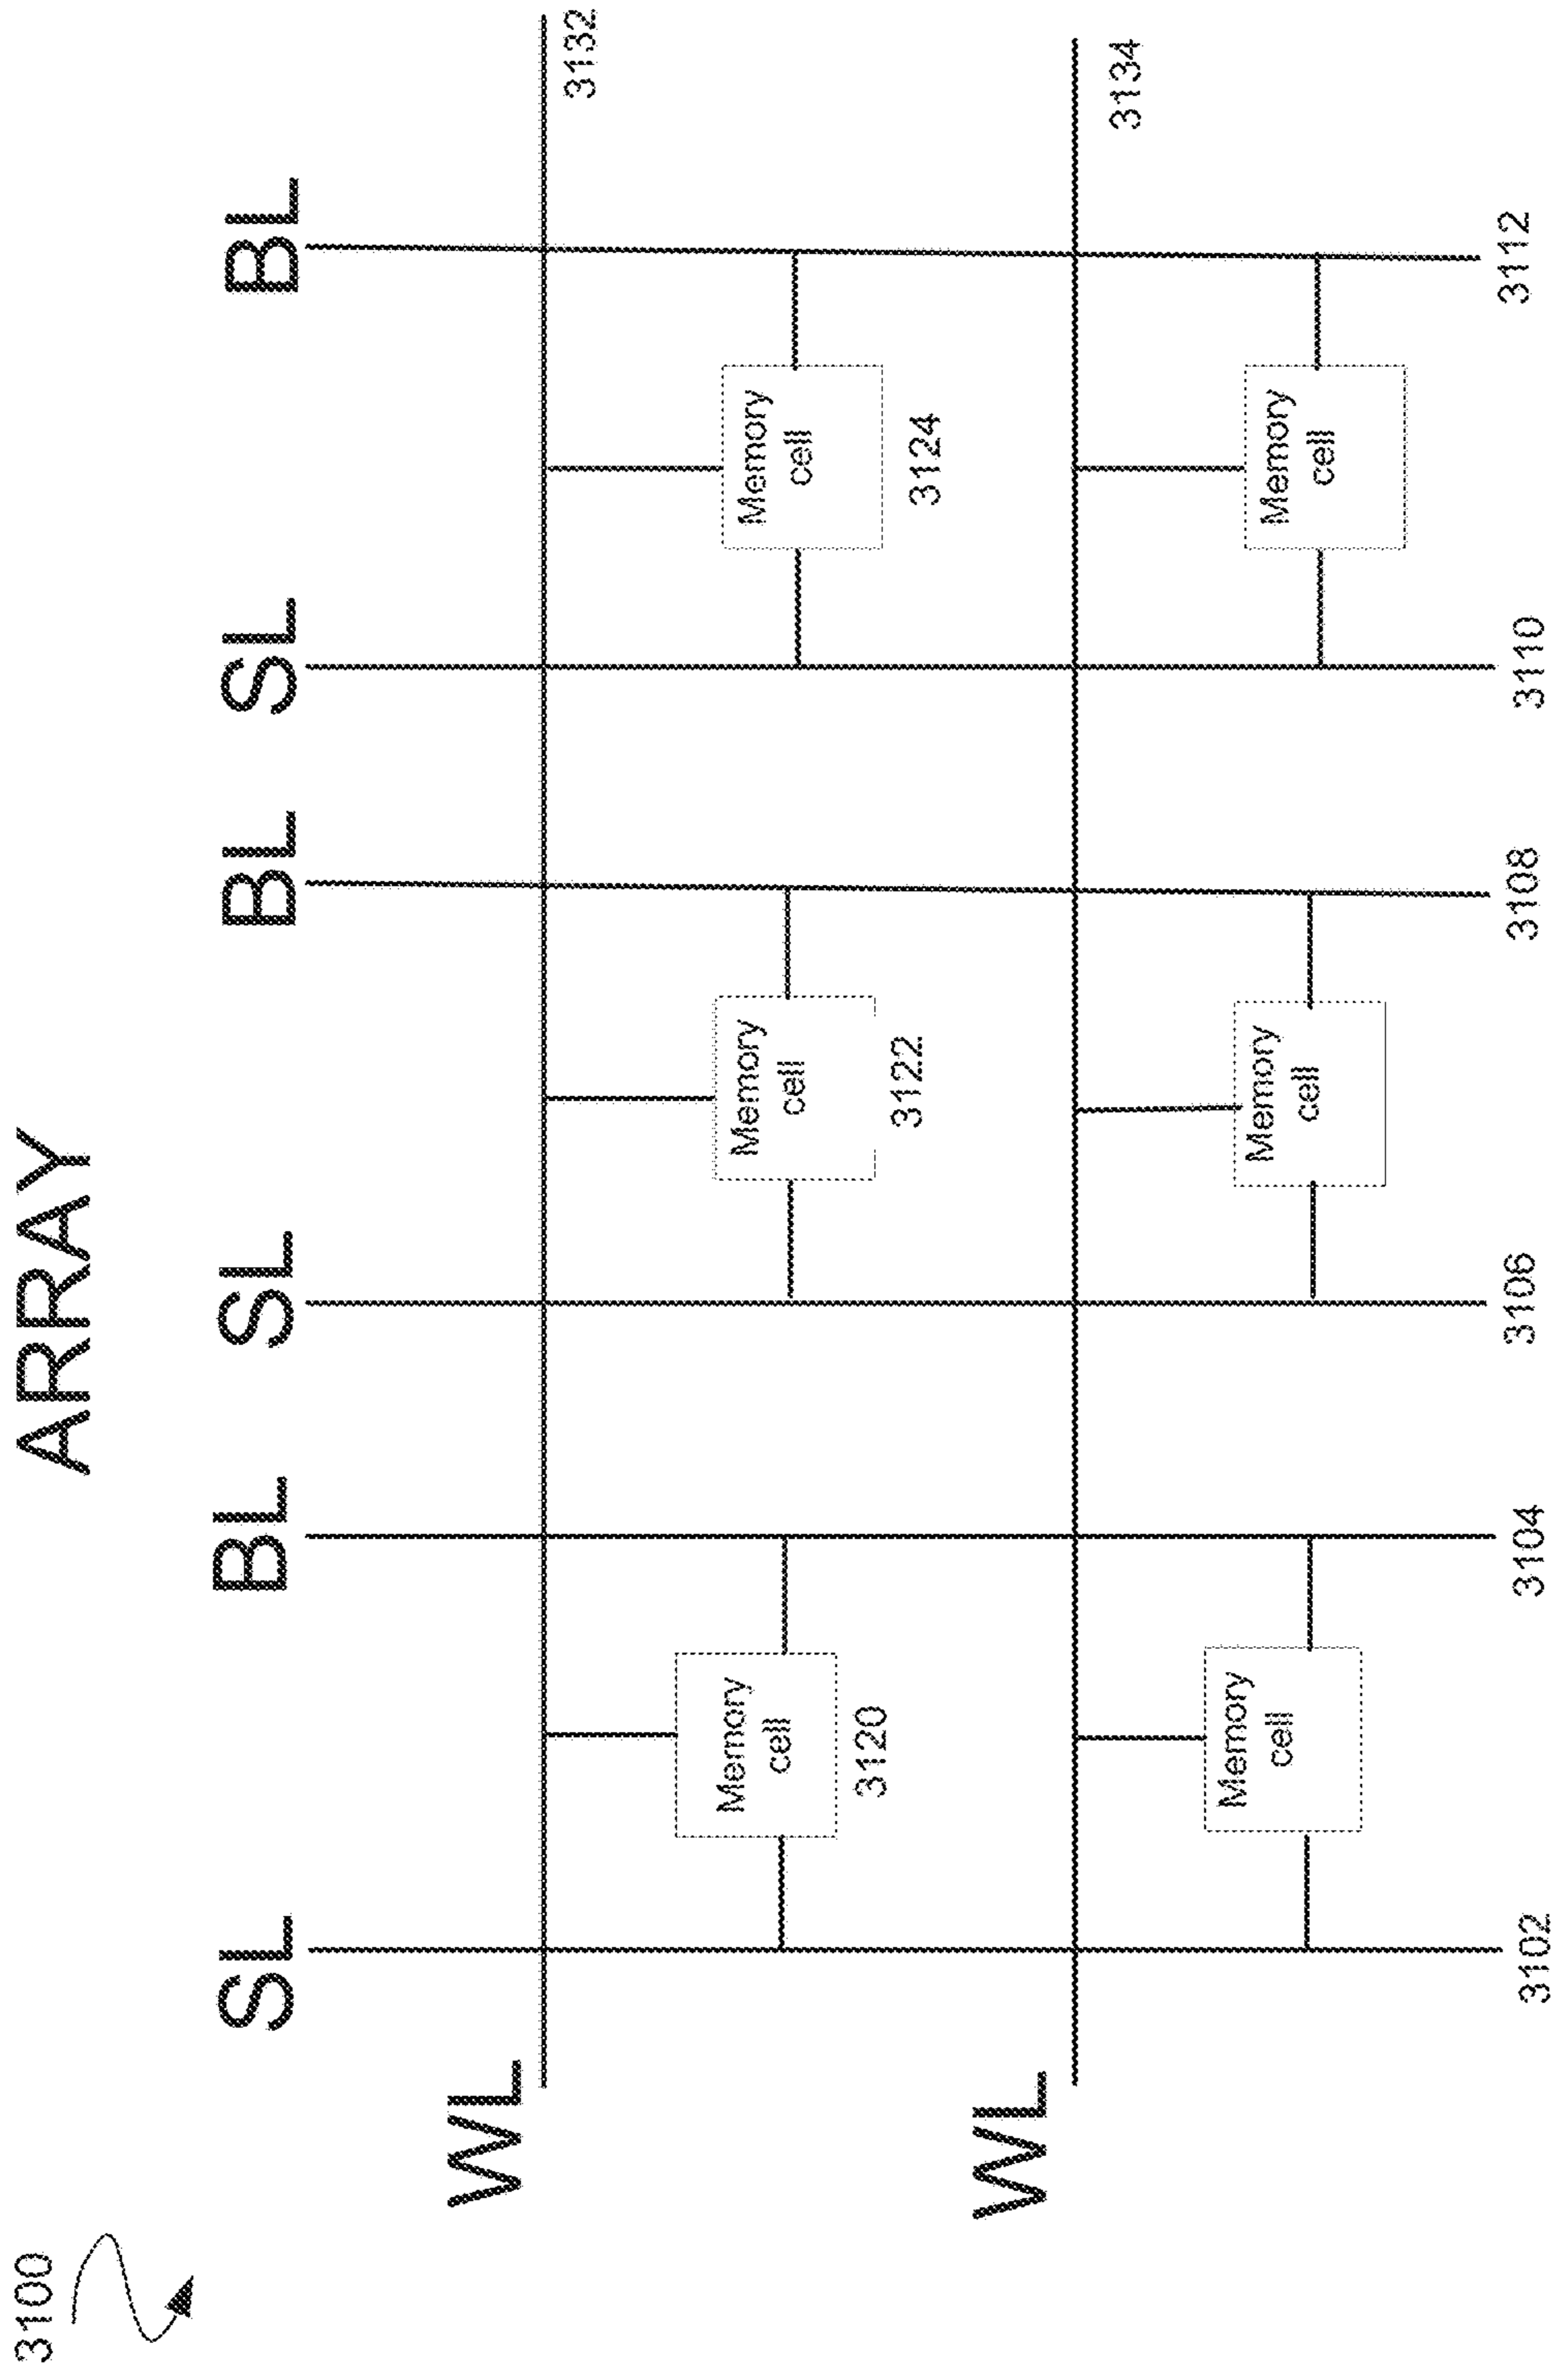 3100
ARRAY
SL
BL
SL
BL
SL
BL
WL
3132
Memory
cell
3120
Memory
cell
3122
Memory
cell
3124
WL
3134
Memory
cell
Memory
cell
Memory
cell
3102
3104
3106
3108
3110
3112